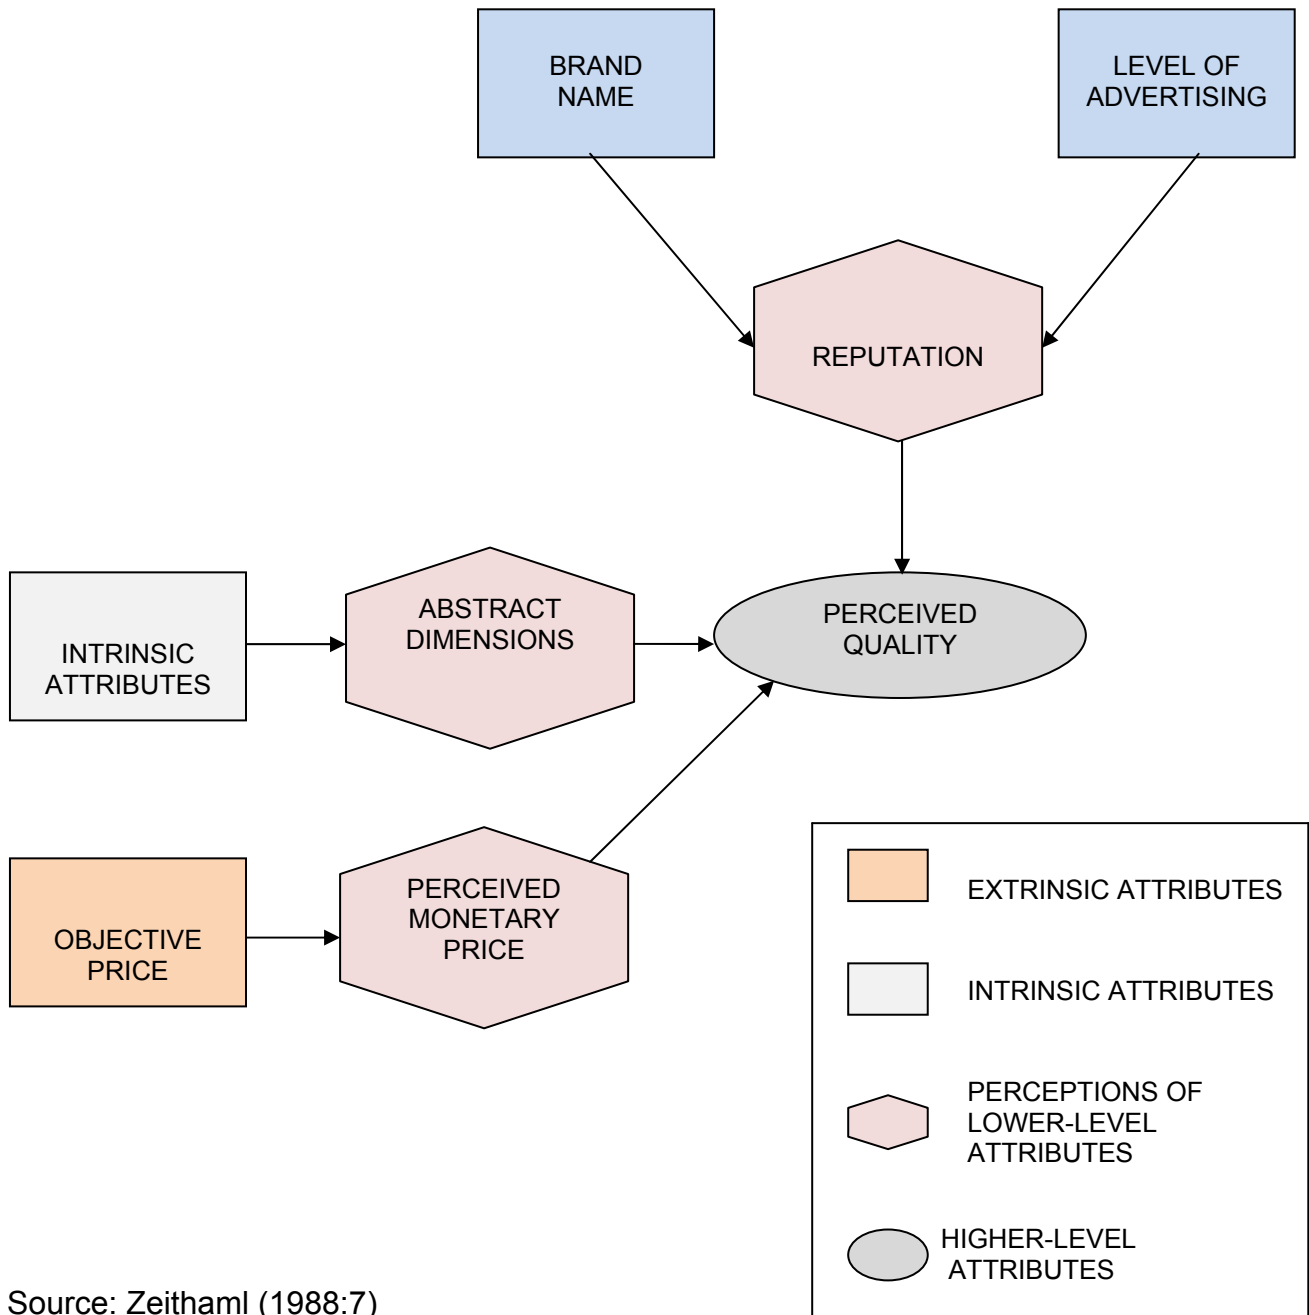 BRAND
NAME
LEVEL OF
ADVERTISING
REPUTATION
INTRINSIC
ATTRIBUTES
ABSTRACT
DIMENSIONS
PERCEIVED
QUALITY
OBJECTIVE
PRICE
PERCEIVED
MONETARY
PRICE
EXTRINSIC ATTRIBUTES
INTRINSIC ATTRIBUTES
PERCEPTIONS OF
LOWER-LEVEL
ATTRIBUTES
HIGHER-LEVEL
ATTRIBUTES
Source: Zeithaml (1988:7)